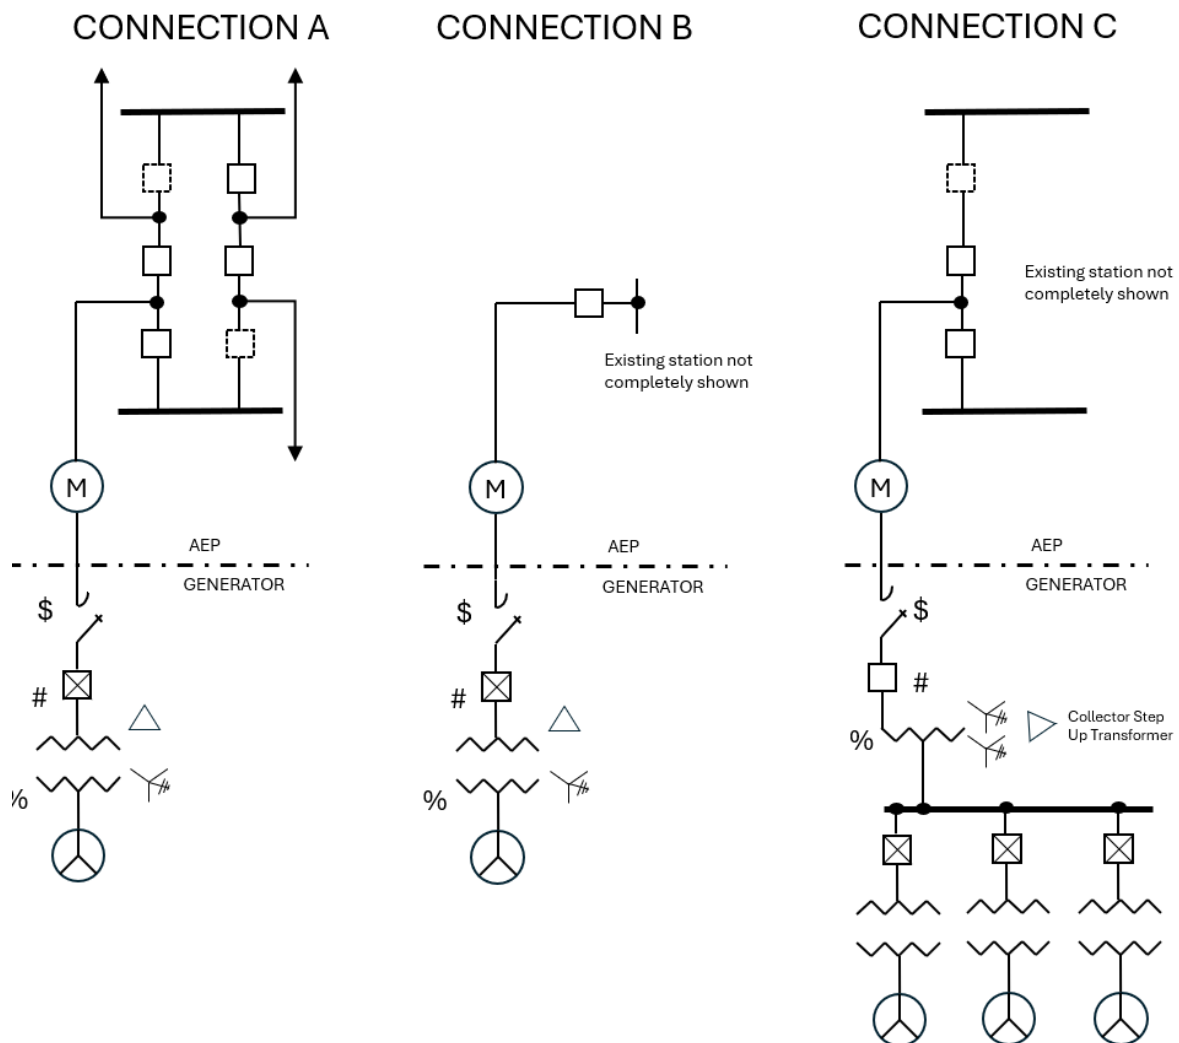 CONNECTION A
CONNECTION B
CONNECTION C
Existing station not
completely shown
Existing station not
completely shown
M
M
M
AEP
GENERATOR
AEP
GENERATOR
AEP
GENERATOR
$
$
$
#
#
#
Collector Step
Up Transformer
%
%
%